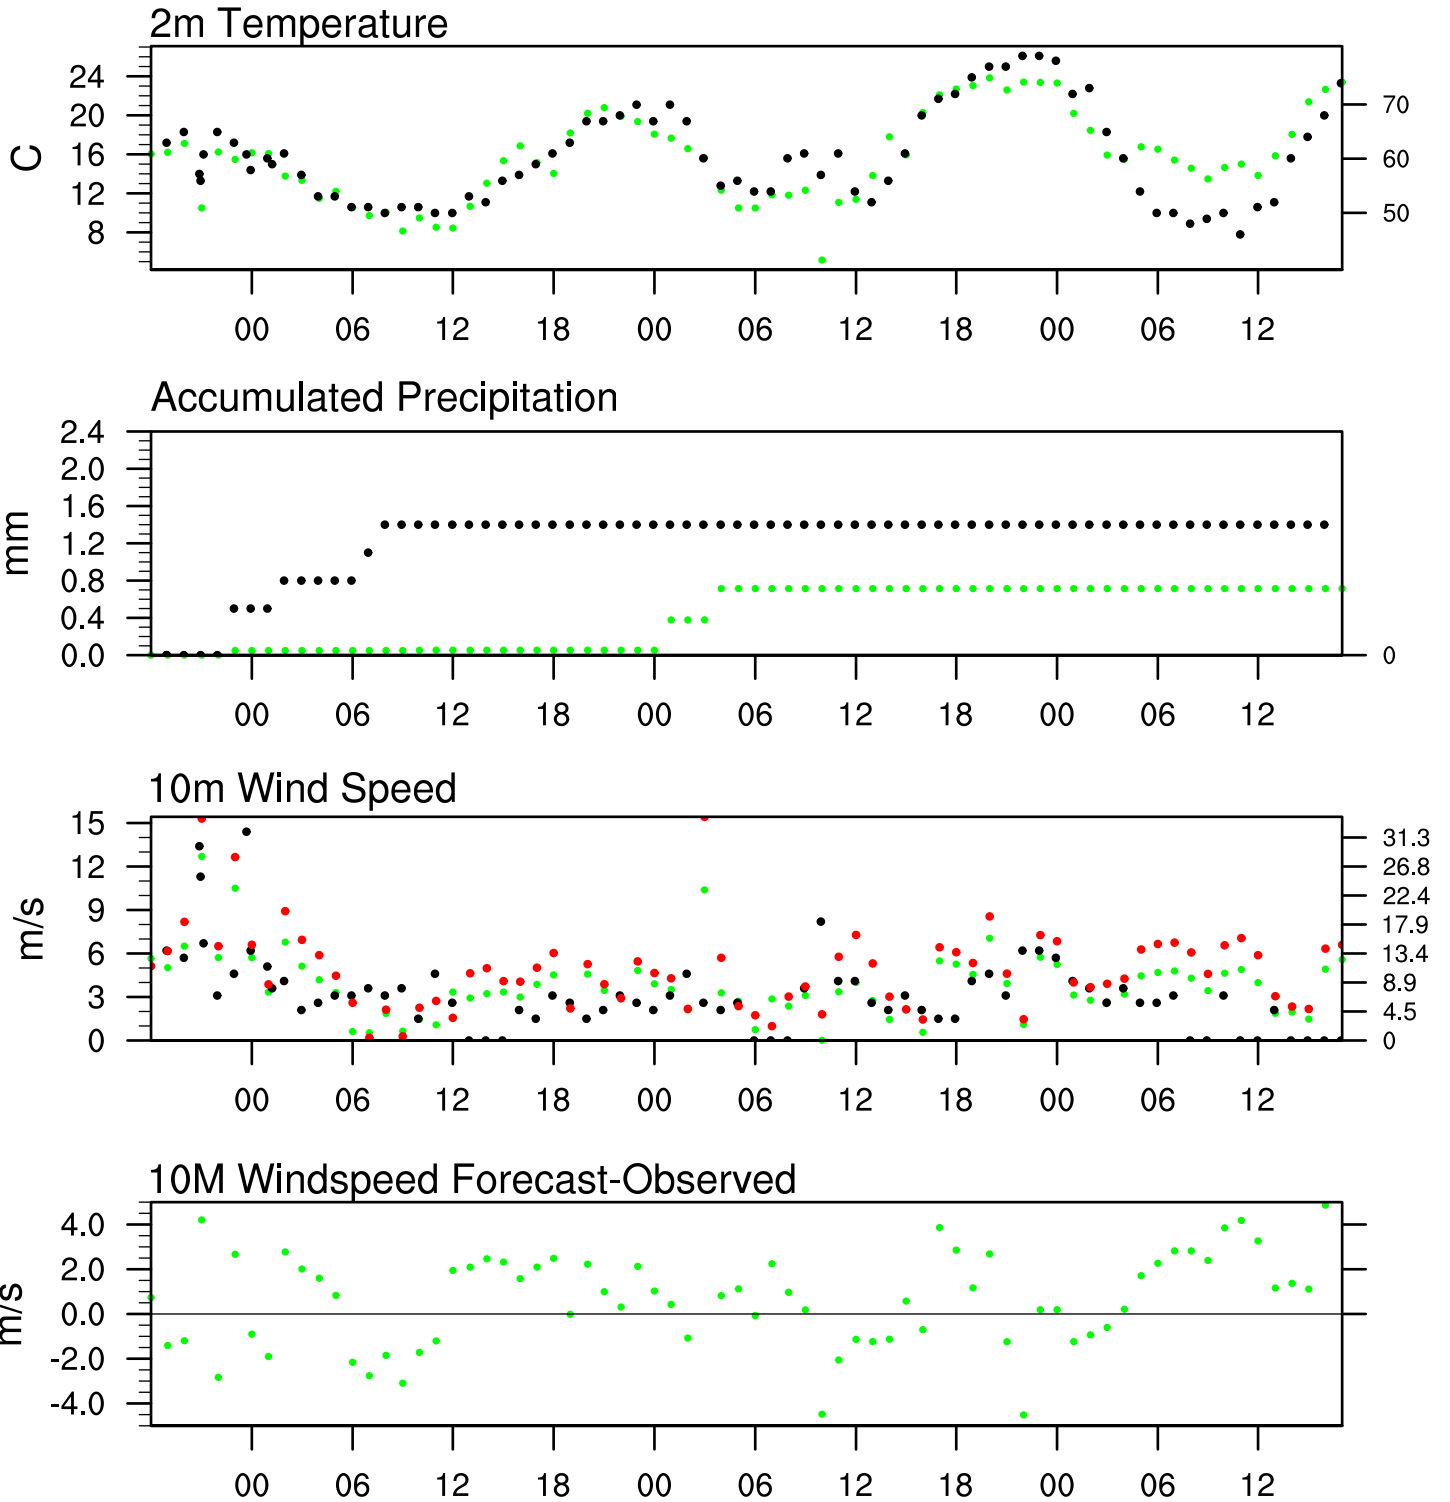 2m Temperature
C
24
20
16
12
8
70
60
50
00 06 12 18 00 06 12 18 00 06 12
Accumulated Precipitation
mm
2.4
2.0
1.6
1.2
0.8
0.4
0.0
0
00 06 12 18 00 06 12 18 00 06 12
10m Wind Speed
m/s
15
12
9
6
3
0
31.3
26.8
22.4
17.9
13.4
8.9
4.5
0
00 06 12 18 00 06 12 18 00 06 12
10M Windspeed Forecast-Observed
m/s
4.0
2.0
0.0
-2.0
-4.0
00 06 12 18 00 06 12 18 00 06 12